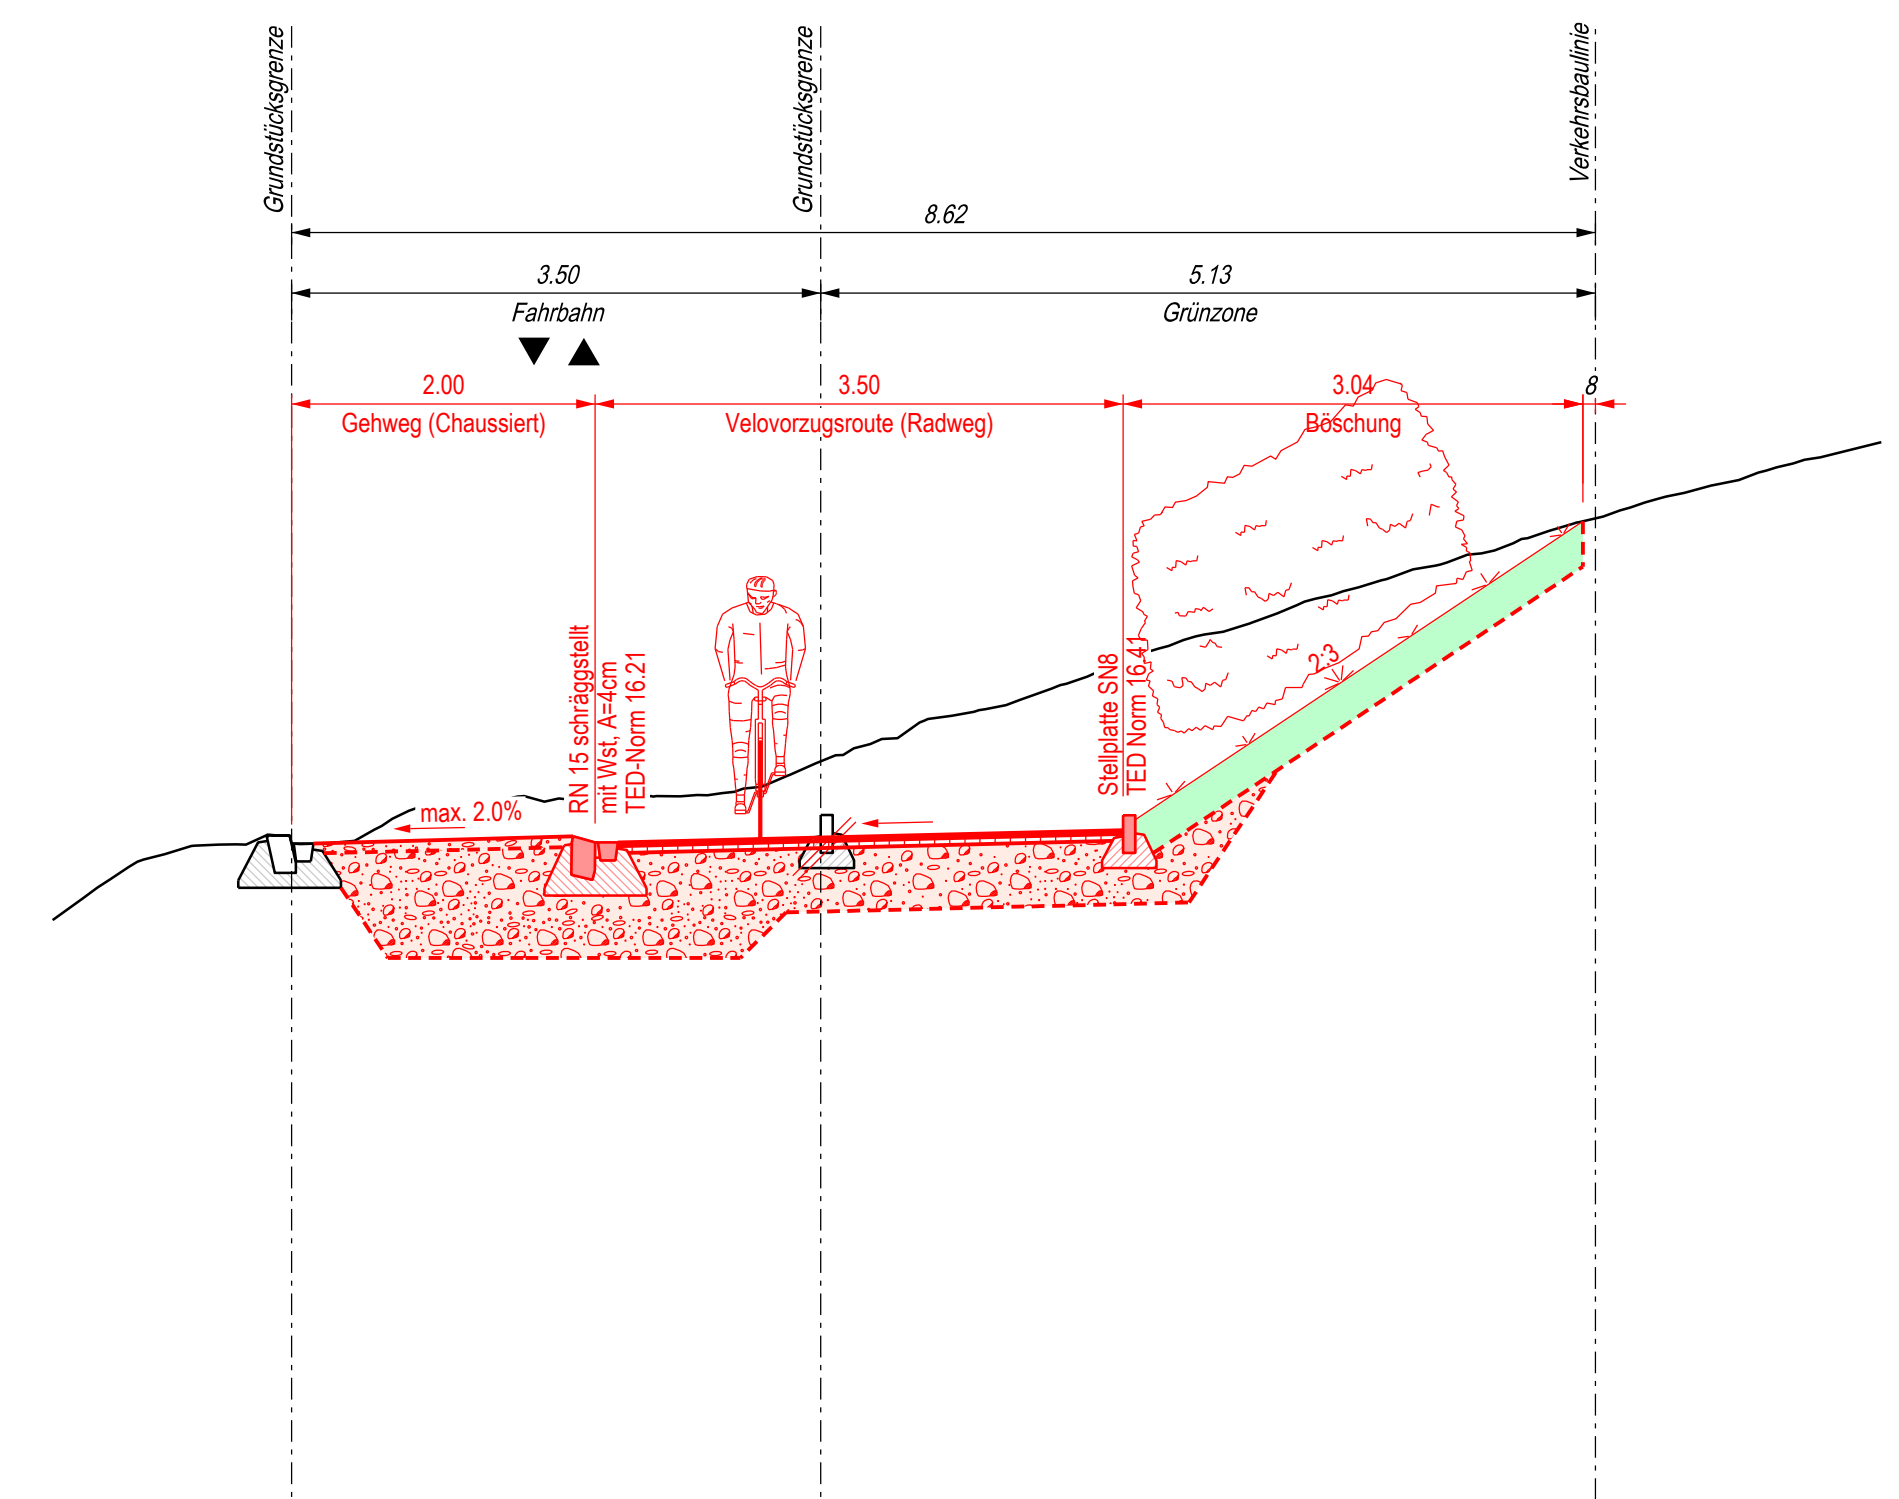 Grundstücksgrenze
Grundstücksgrenze
Verkehrsbaulinie
8.62
3.50
5.13
Fahrbahn
Grünzone
2.00
3.50
3.04
8
Gehweg (Chaussiert)
Velovorzugsroute (Radweg)
Böschung
RN 15 schräggstellt
mit Wst, A=4cm
TED-Norm 16.21
Stellplatte SN8
TED Norm 16.41
2:3
max. 2.0%